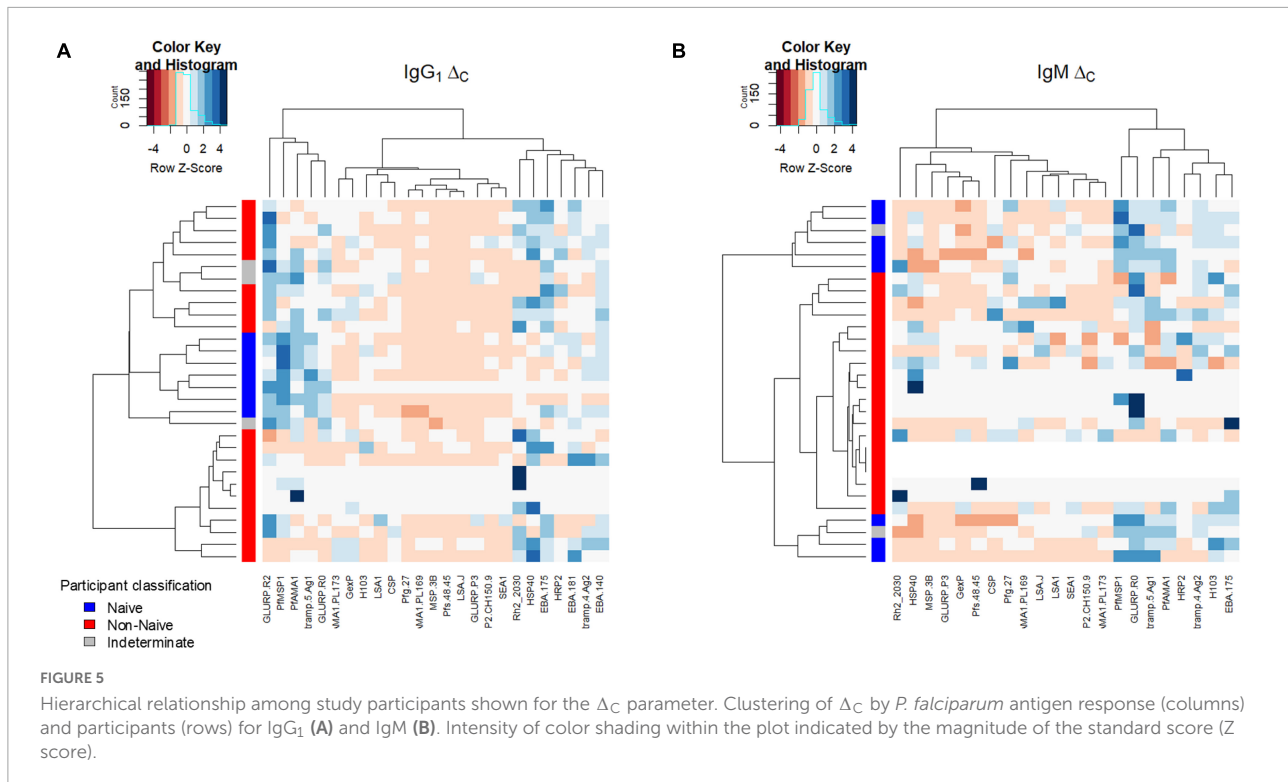 A
Color Key
and Histogram
Count
0
150
-4
0
2
4
Row Z-Score
IgG₁ Δ_C
GLURP.R2
PfMSP1
PfAMA1
tramp.5.Ag1
GLURP.R0
MA1.PL173
GexP
H103
LSA1
CSP
Pfg.27
MA1.PL169
MSP.3B
Pfs.48.45
LSA.J
GLURP.P3
P2.CH150.9
SEA1
Rh2_2030
HSP40
EBA.175
HRP2
EBA.181
tramp.4.Ag2
EBA.140
Participant classification
Naive
Non-Naive
Indeterminate
B
Color Key
and Histogram
Count
0
150
-4
0
2
4
Row Z-Score
IgM Δ_C
Rh2_2030
HSP40
MSP.3B
GLURP.P3
GexP
Pfs.48.45
CSP
Pfg.27
MA1.PL169
LSA.J
LSA1
SEA1
P2.CH150.9
MA1.PL173
PfMSP1
GLURP.R0
tramp.5.Ag1
PfAMA1
HRP2
tramp.4.Ag2
H103
EBA.175
FIGURE 5
Hierarchical relationship among study participants shown for the Δ_C parameter. Clustering of Δ_C by P. falciparum antigen response (columns)
and participants (rows) for IgG₁ (A) and IgM (B). Intensity of color shading within the plot indicated by the magnitude of the standard score (Z
score).